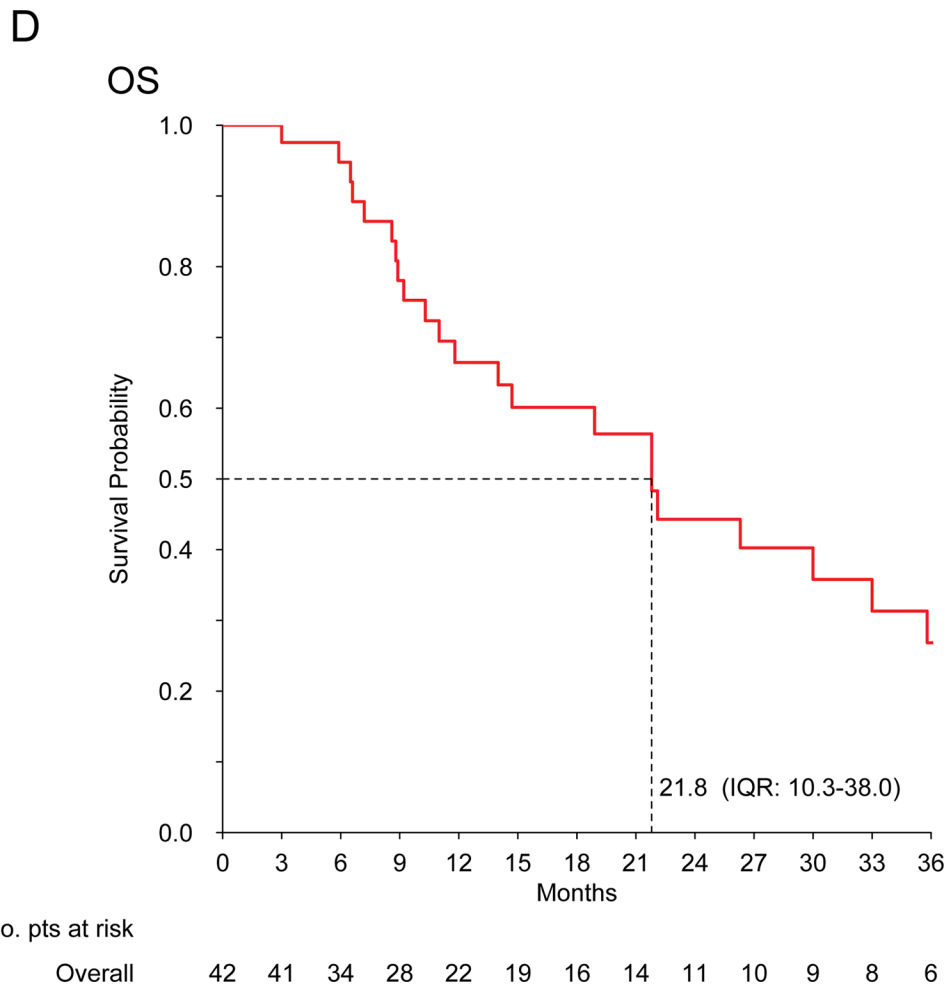 D
OS
1.0
0.8
0.6
0.5
0.4
0.2
0.0
Survival Probability
21.8 (IQR: 10.3-38.0)
0 3 6 9 12 15 18 21 24 27 30 33 36
Months
o. pts at risk
Overall 42 41 34 28 22 19 16 14 11 10 9 8 6